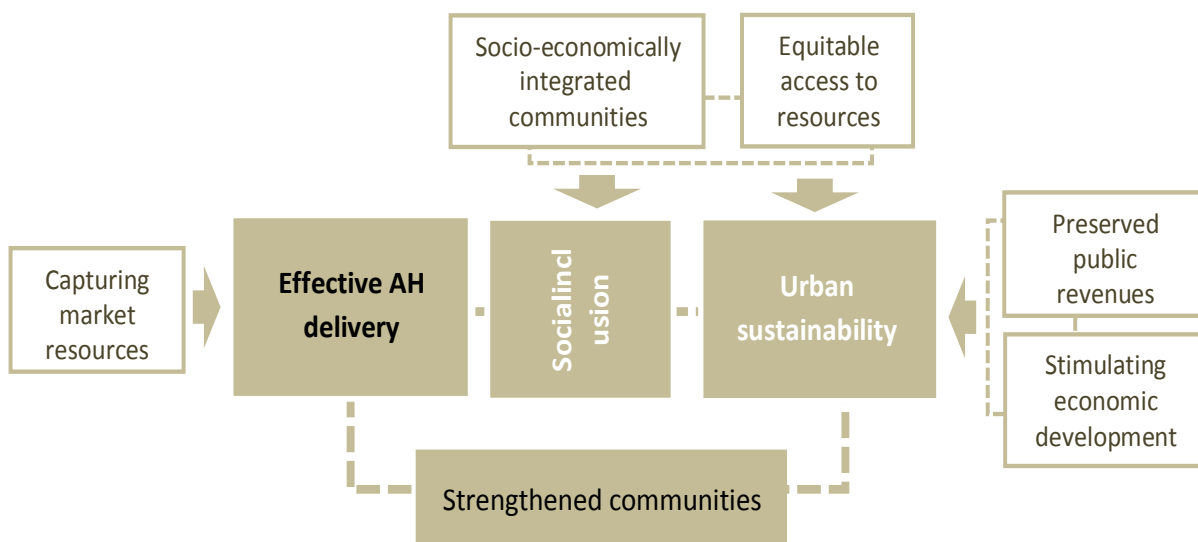 Socio-economically
integrated
communities
Equitable
access to
resources
Capturing
market
resources
Effective AH
delivery
Socialincl
usion
Urban
sustainability
Preserved
public
revenues
Stimulating
economic
development
Strengthened communities